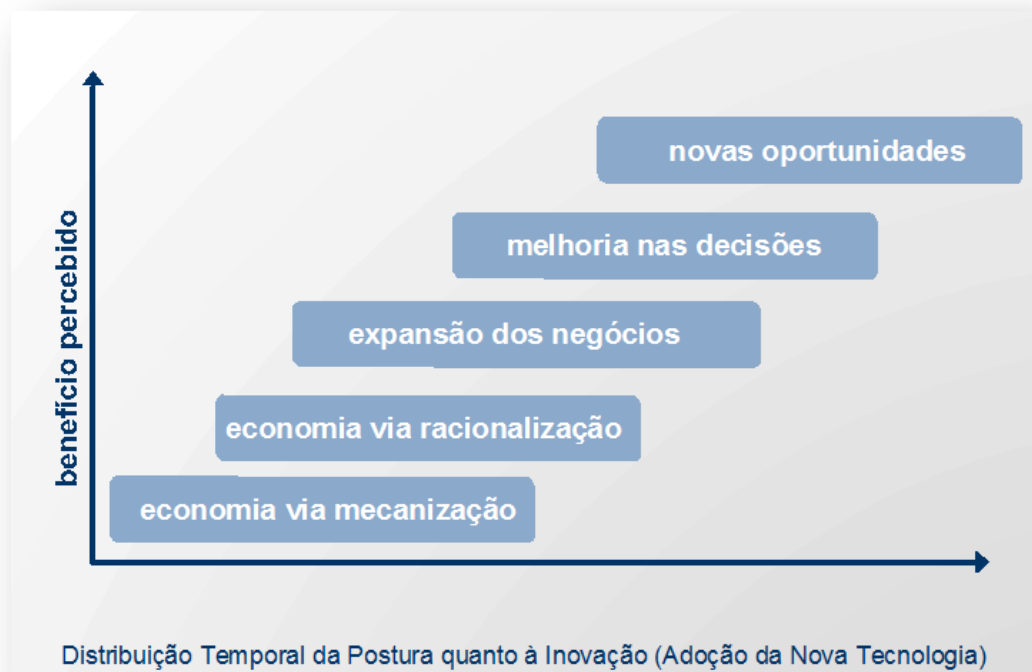 benefício percebido
novas oportunidades
melhoria nas decisões
expansão dos negócios
economia via racionalização
economia via mecanização
Distribuição Temporal da Postura quanto à Inovação (Adoção da Nova Tecnologia)